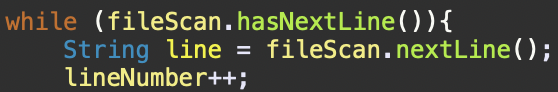 while (fileScan.hasNextLine()){
    String line = fileScan.nextLine();
    lineNumber++;